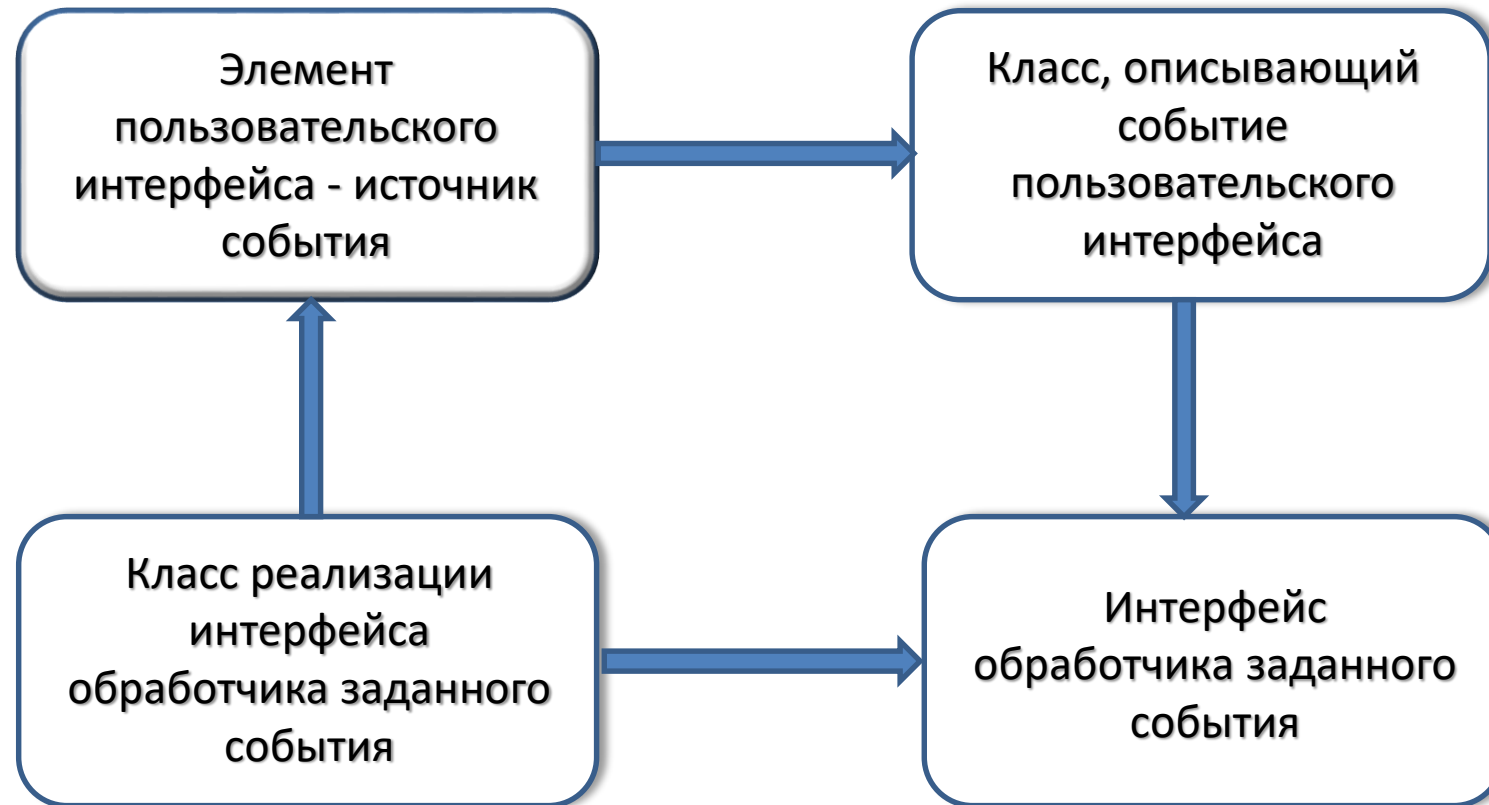 Элемент
пользовательского
интерфейса - источник
события
Класс, описывающий
событие
пользовательского
интерфейса
Класс реализации
интерфейса
обработчика заданного
события
Интерфейс
обработчика заданного
события